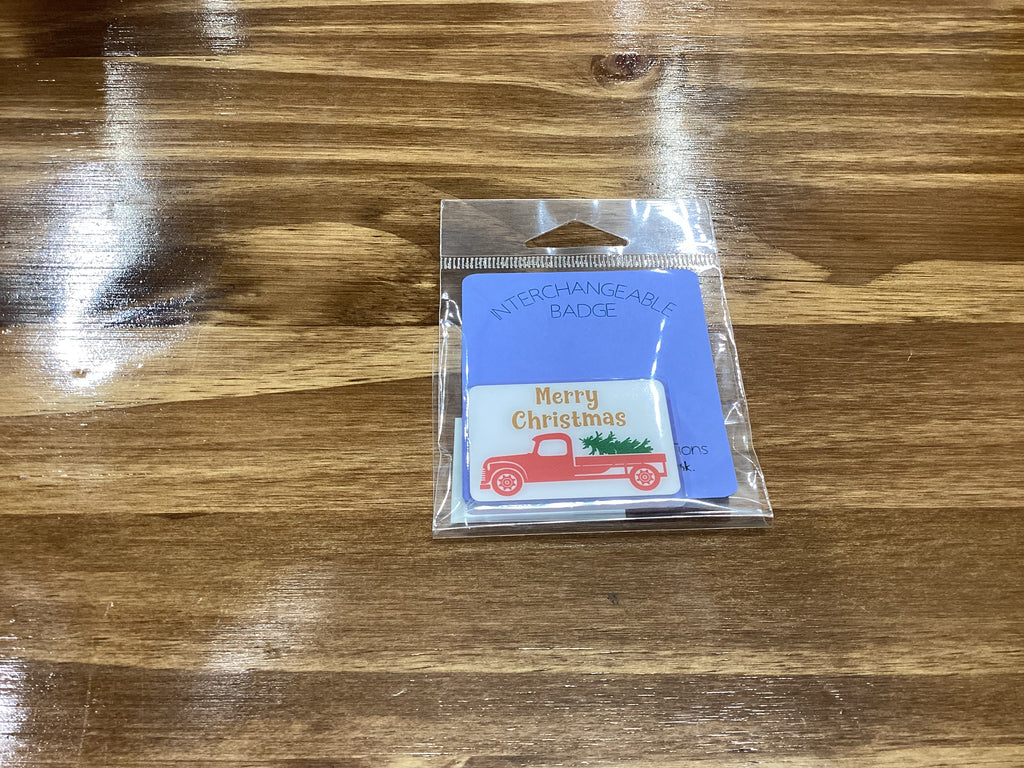 INTERCHANGEABLE
BADGE
Merry
Christmas